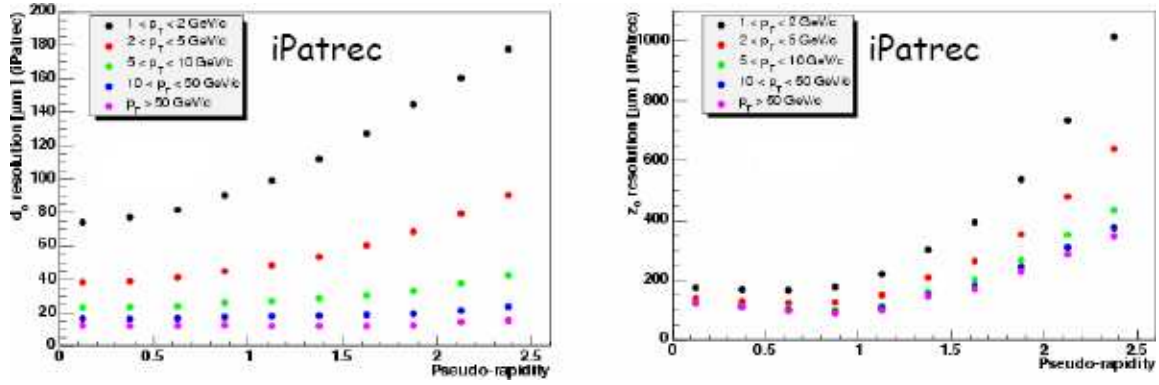 d₀ resolution [μm] (iPatrec)
200
180
160
140
120
100
80
60
40
20
0
1 < p_T < 2 GeV/c
2 < p_T < 5 GeV/c
5 < p_T < 10 GeV/c
10 < p_T < 50 GeV/c
p_T > 50 GeV/c
iPatrec
0 0.5 1 1.5 2 2.5
Pseudo-rapidity
z₀ resolution [μm] (iPatrec)
1000
800
600
400
200
0
1 < p_T < 2 GeV/c
2 < p_T < 5 GeV/c
5 < p_T < 10 GeV/c
10 < p_T < 50 GeV/c
p_T > 50 GeV/c
iPatrec
0 0.5 1 1.5 2 2.5
Pseudo-rapidity